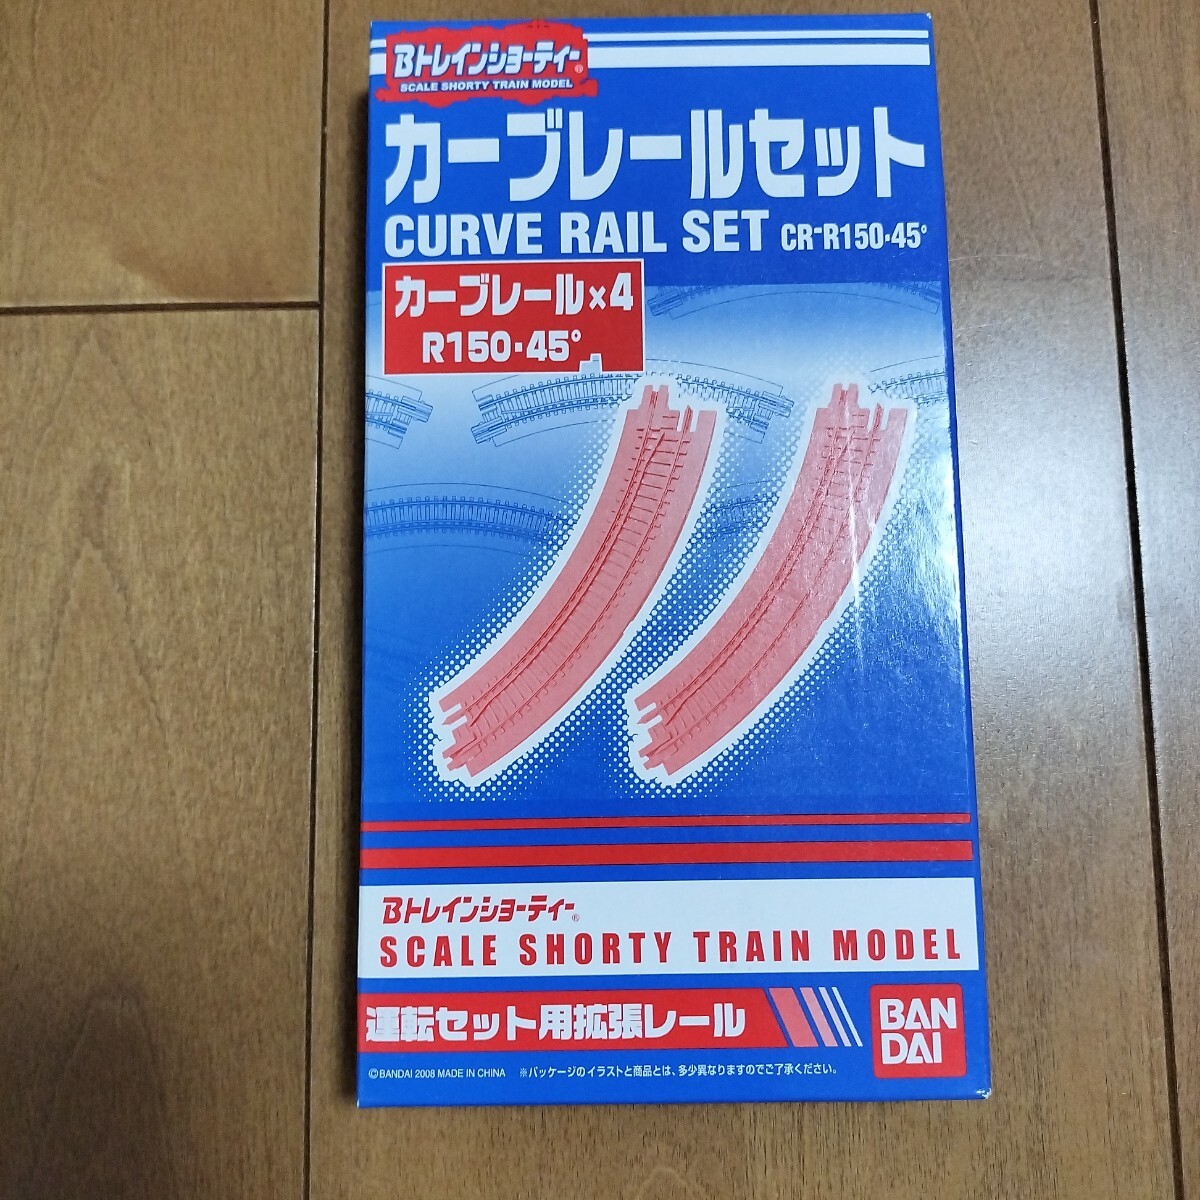 Bトレインショーティー®
SCALE SHORTY TRAIN MODEL
カーブレールセット
CURVE RAIL SET CR-R150・45°
カーブレール×4
R150・45°
Bトレインショーティー®
SCALE SHORTY TRAIN MODEL
運転セット用拡張レール
BAN
DAI
©BANDAI 2008 MADE IN CHINA ※パッケージのイラストと商品とは、多少異なりますのでご了承ください。